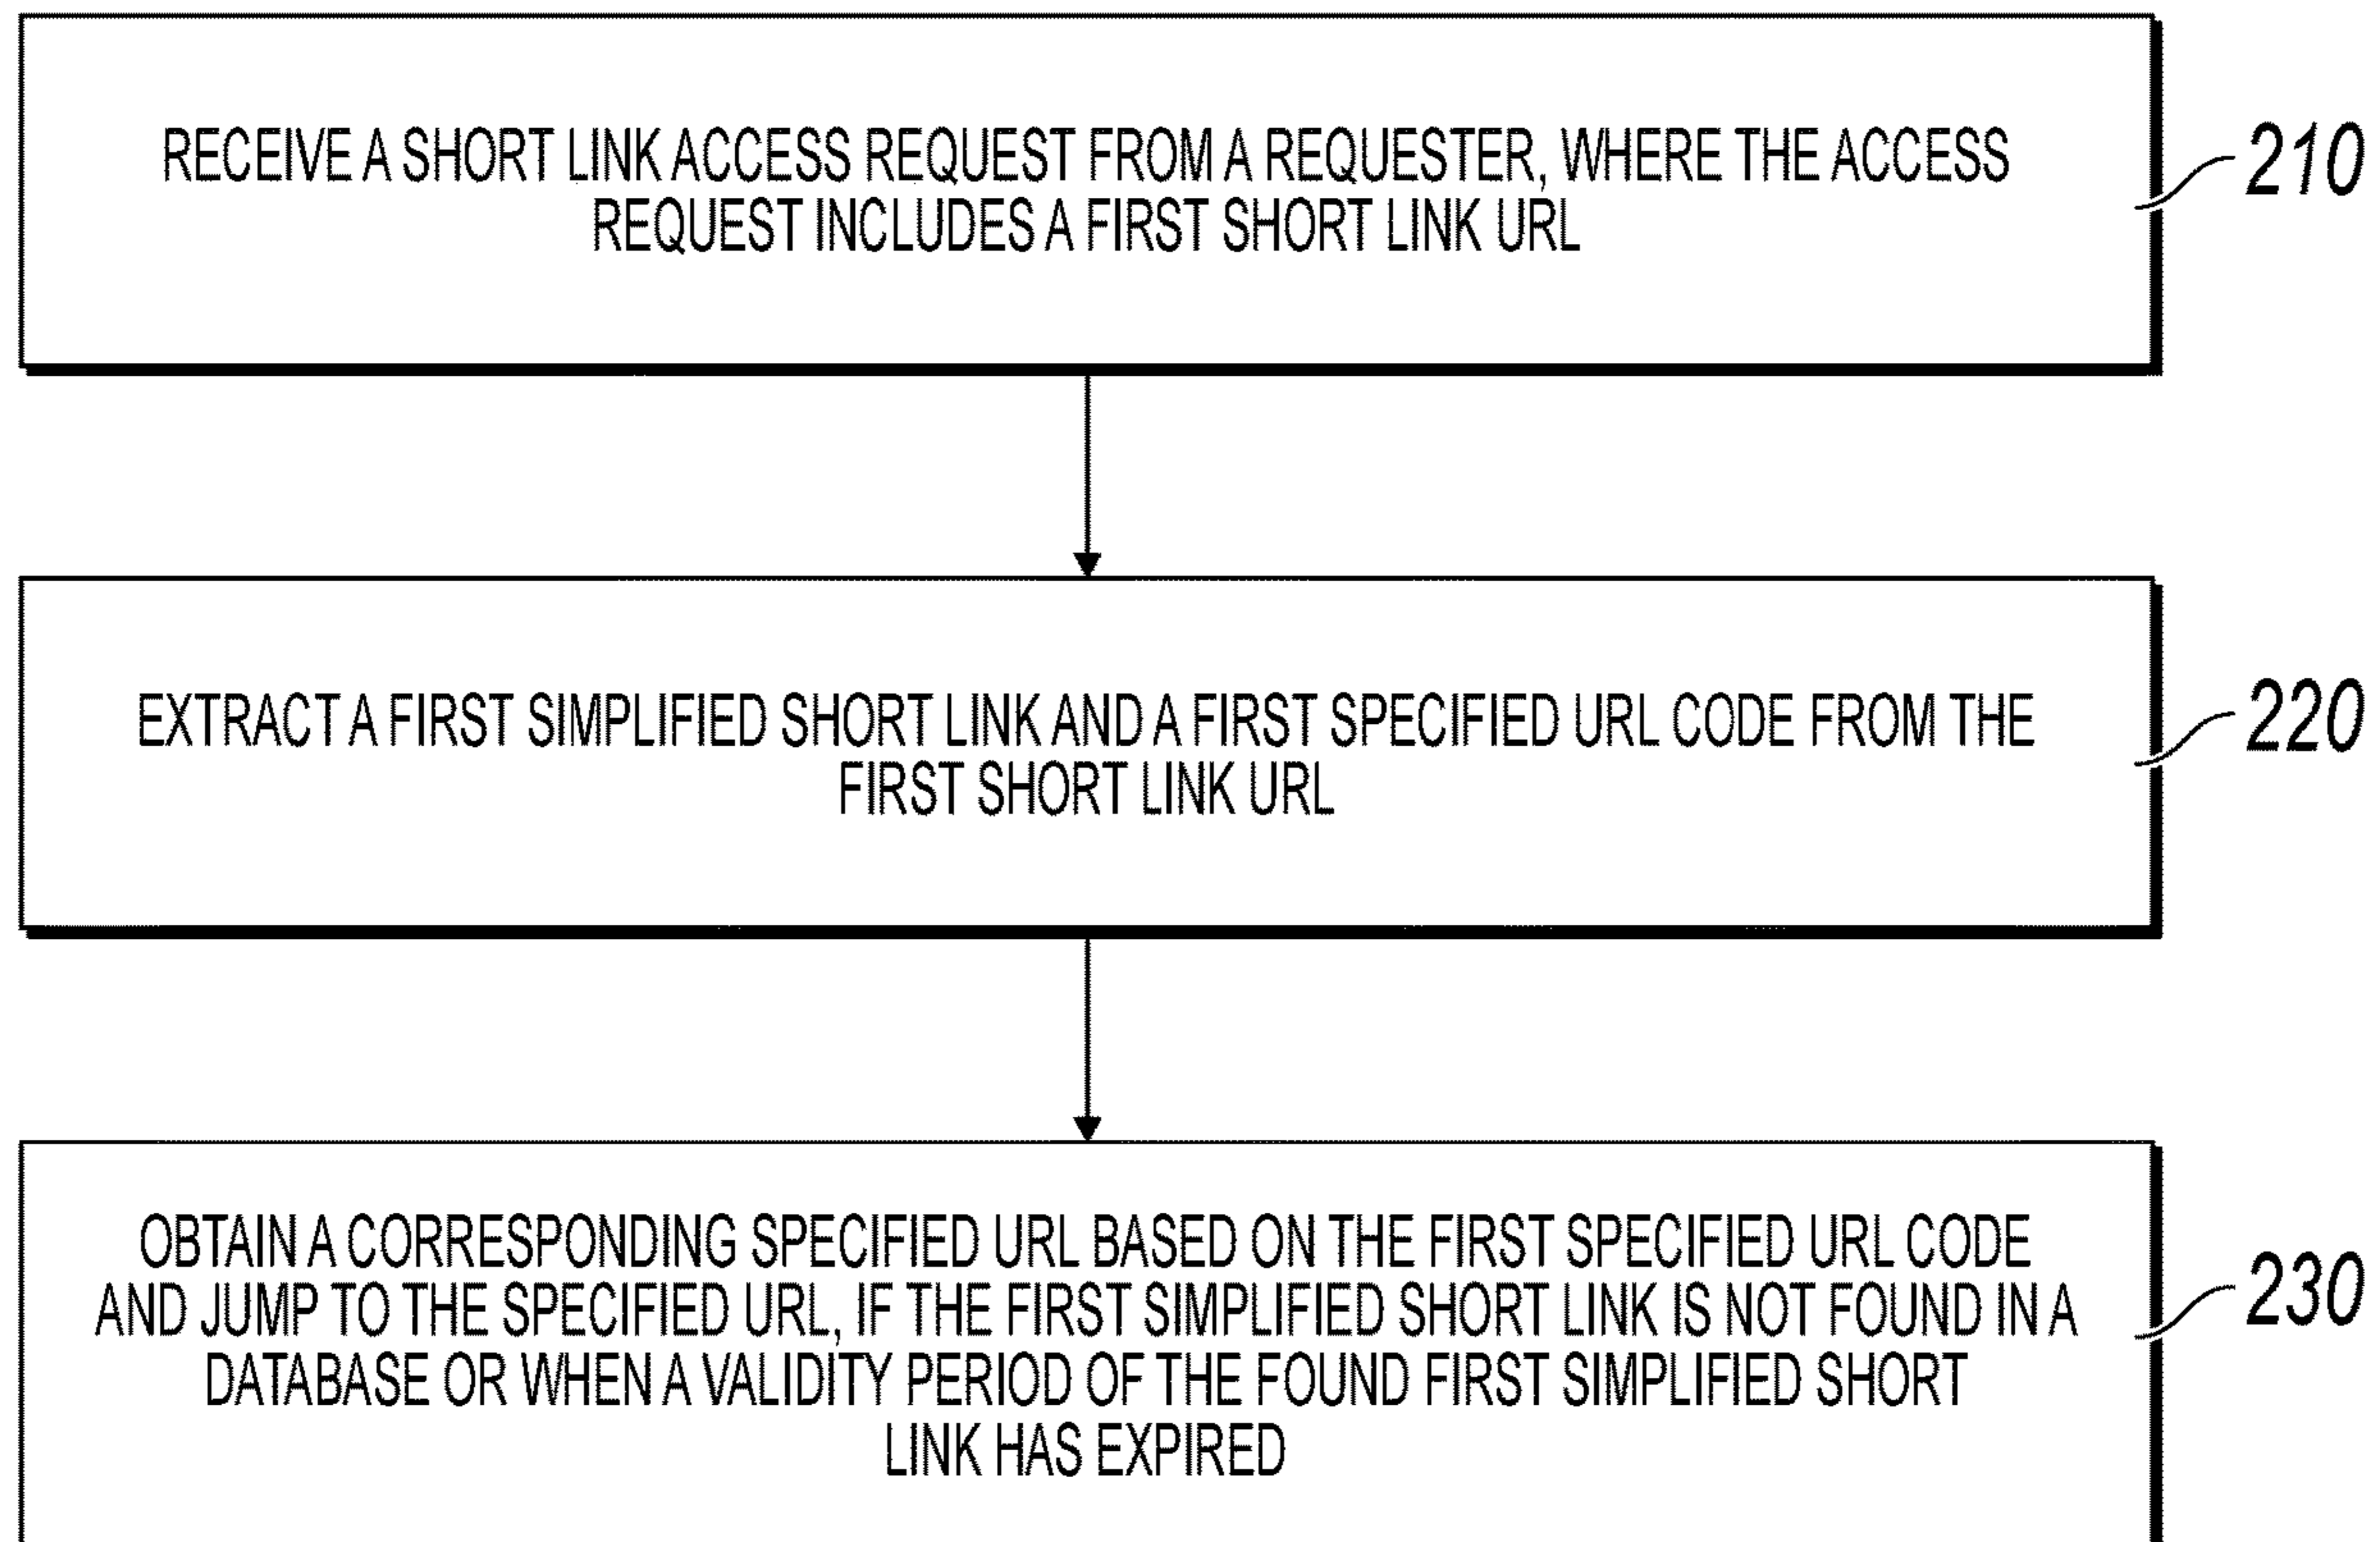 RECEIVE A SHORT LINK ACCESS REQUEST FROM A REQUESTER, WHERE THE ACCESS
REQUEST INCLUDES A FIRST SHORT LINK URL
210
EXTRACT A FIRST SIMPLIFIED SHORT LINK AND A FIRST SPECIFIED URL CODE FROM THE
FIRST SHORT LINK URL
220
OBTAIN A CORRESPONDING SPECIFIED URL BASED ON THE FIRST SPECIFIED URL CODE
AND JUMP TO THE SPECIFIED URL, IF THE FIRST SIMPLIFIED SHORT LINK IS NOT FOUND IN A
DATABASE OR WHEN A VALIDITY PERIOD OF THE FOUND FIRST SIMPLIFIED SHORT
LINK HAS EXPIRED
230